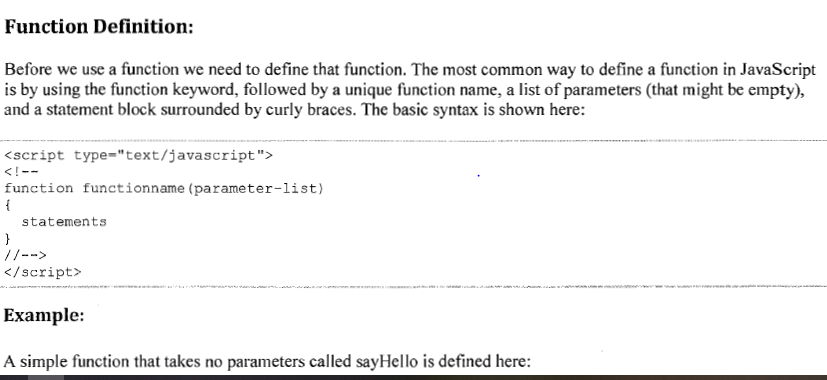 Function Definition:
Before we use a function we need to define that function. The most common way to define a function in JavaScript
is by using the function keyword, followed by a unique function name, a list of parameters (that might be empty),
and a statement block surrounded by curly braces. The basic syntax is shown here:
<script type="text/javascript">
<!--
function functionname(parameter-list)
{
  statements
}
//-->
</script>
Example:
A simple function that takes no parameters called sayHello is defined here: